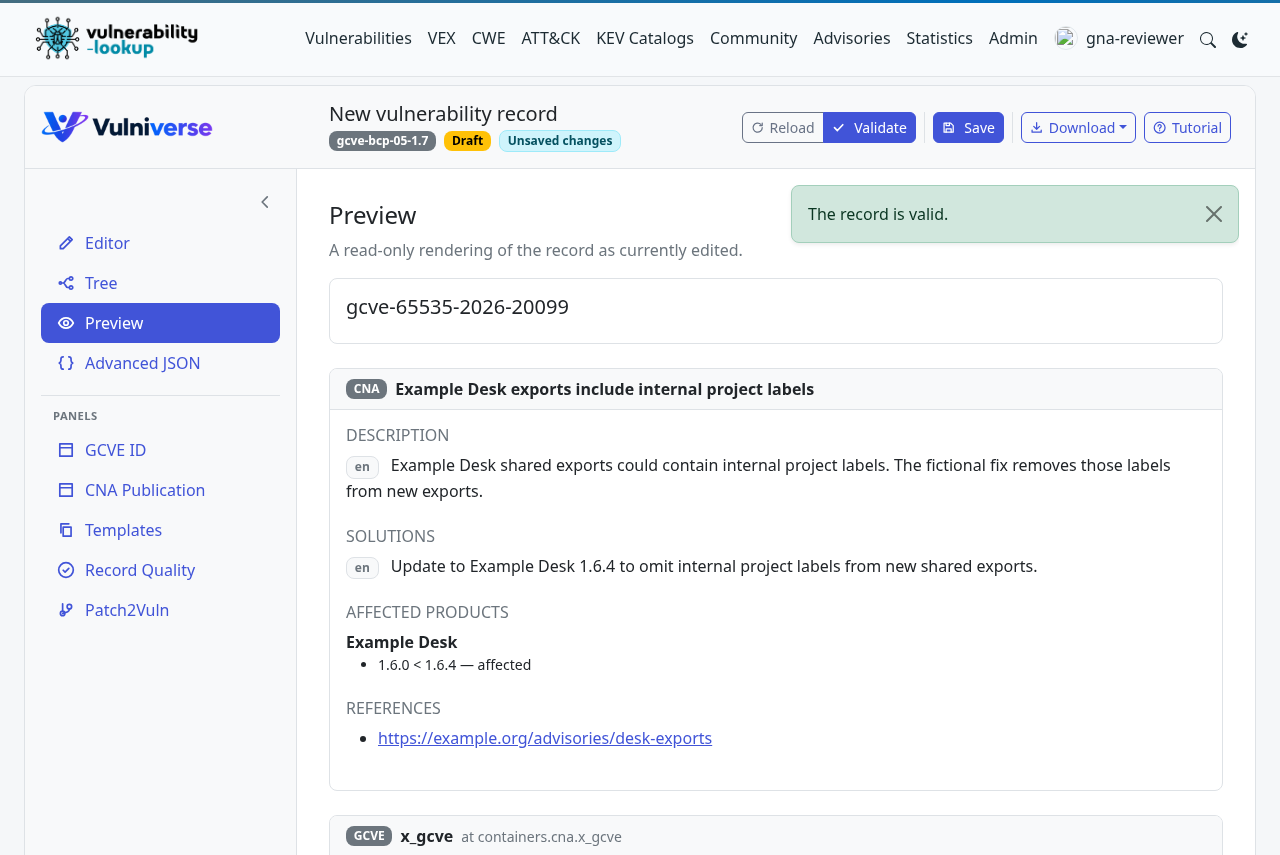 vulnerability
-lookup
Vulnerabilities VEX CWE ATT&CK KEV Catalogs Community Advisories Statistics Admin gna-reviewer
Vulniverse
New vulnerability record
gcve-bcp-05-1.7 Draft Unsaved changes
Reload Validate Save Download Tutorial
Editor
Tree
Preview
Advanced JSON
PANELS
GCVE ID
CNA Publication
Templates
Record Quality
Patch2Vuln
Preview
The record is valid.
A read-only rendering of the record as currently edited.
gcve-65535-2026-20099
CNA Example Desk exports include internal project labels
DESCRIPTION
en Example Desk shared exports could contain internal project labels. The fictional fix removes those labels
from new exports.
SOLUTIONS
en Update to Example Desk 1.6.4 to omit internal project labels from new shared exports.
AFFECTED PRODUCTS
Example Desk
• 1.6.0 < 1.6.4 — affected
REFERENCES
• https://example.org/advisories/desk-exports
GCVE x_gcve at containers.cna.x_gcve